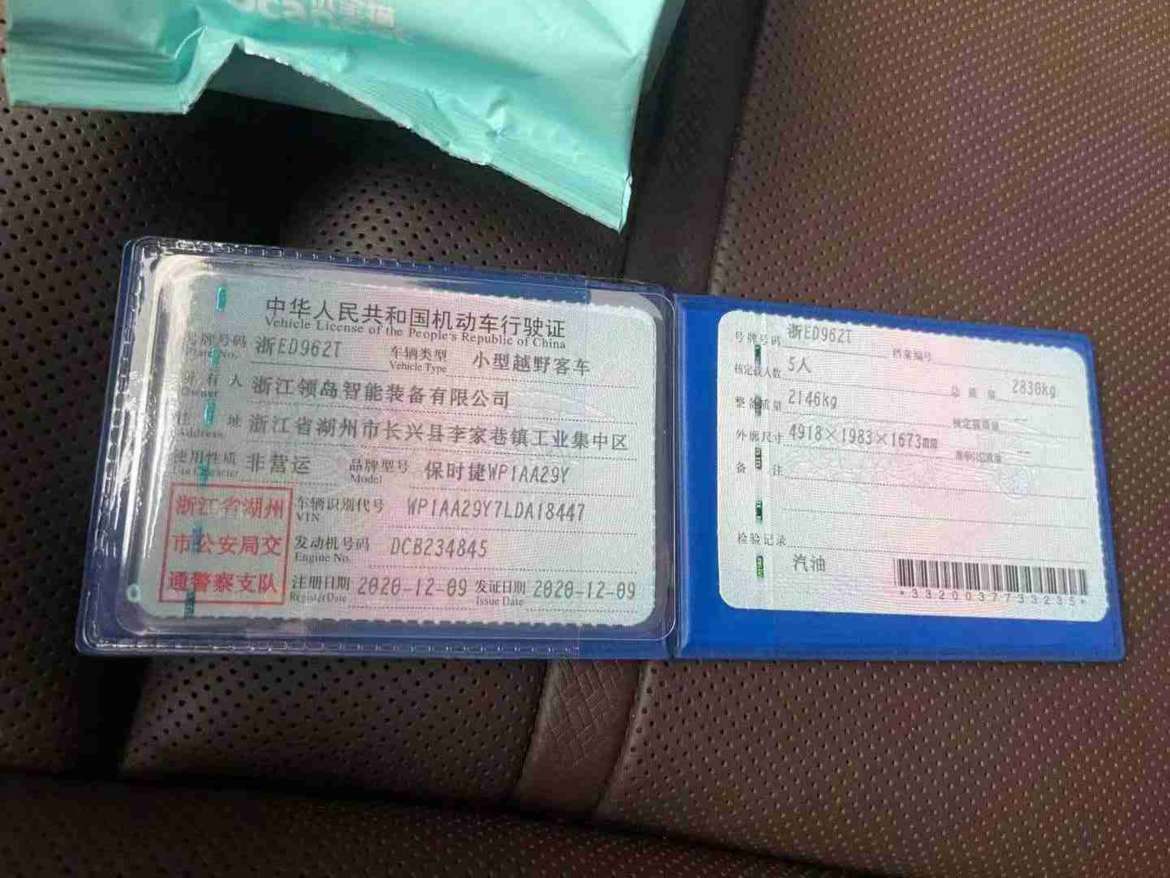 中华人民共和国机动车行驶证
Vehicle License of the People's Republic of China
号牌号码 浙ED962T 车辆类型 小型越野客车
Plate No. Vehicle Type
所有人 浙江领岛智能装备有限公司
Owner
住址 浙江省湖州市长兴县李家巷镇工业集中区
Address
使用性质 非营运 品牌型号 保时捷WP1AA29Y
Use Character Model
浙江省湖州
市公安局交
通警察支队
车辆识别代号 WP1AA29Y7LDA18447
VIN
发动机号码 DCB234845
Engine No.
注册日期 2020-12-09 发证日期 2020-12-09
Register Date Issue Date
号牌号码 浙ED962T 档案编号
核定载人数 5人 总质量 2830kg
整备质量 2146kg 核定载质量 --
外廓尺寸 4918×1983×1673mm 准牵引总质量 --
备注
检验记录
汽油
*3320037733235*